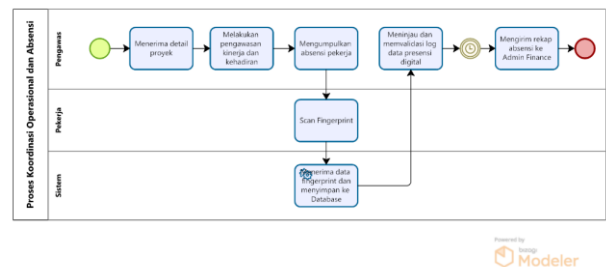 Proses Koordinasi Operasional dan Absensi
Pengawas
Menerima detail
proyek
Melakukan
pengawasan
kinerja dan
kehadiran
Mengumpulkan
absensi pekerja
Meninjau dan
memvalidasi log
data presensi
digital
Mengirim rekap
absensi ke
Admin Finance
Pekerja
Scan Fingerprint
Sistem
Menerima data
fingerprint dan
menyimpan ke
Database
Powered by
bizagi
Modeler